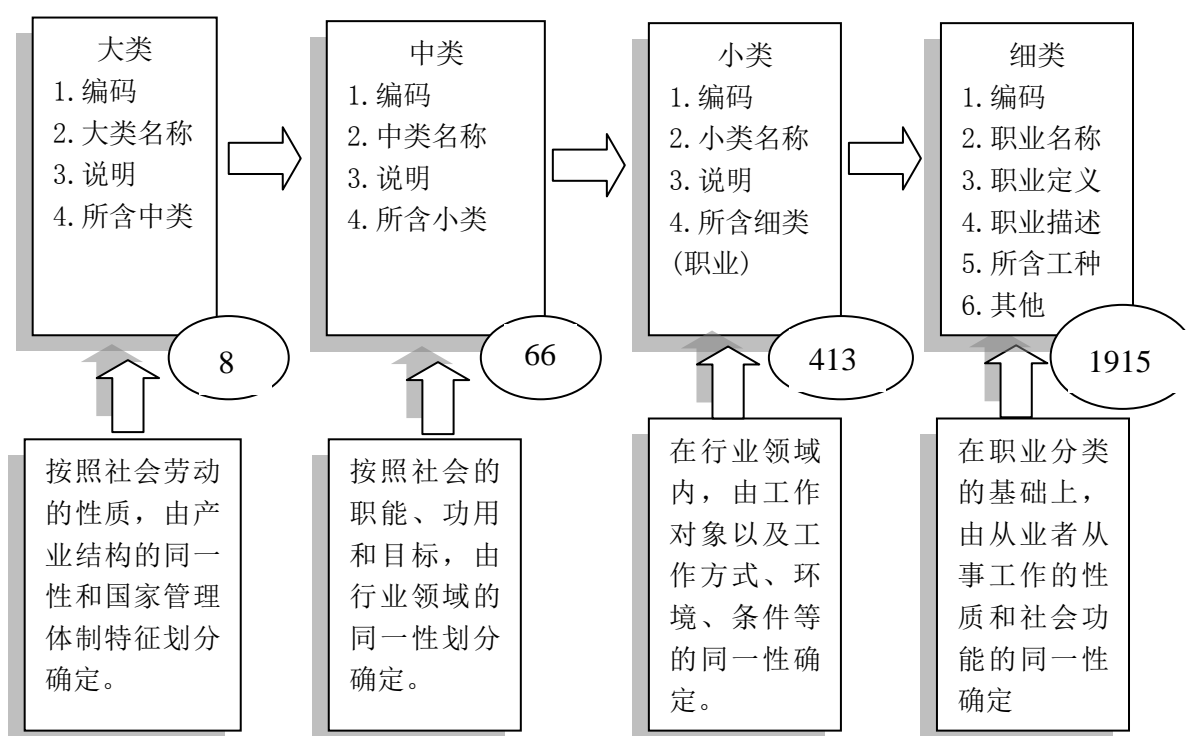 大类
1.编码
2.大类名称
3.说明
4.所含中类
8
中类
1.编码
2.中类名称
3.说明
4.所含小类
66
小类
1.编码
2.小类名称
3.说明
4.所含细类
(职业)
413
细类
1.编码
2.职业名称
3.职业定义
4.职业描述
5.所含工种
6.其他
1915
按照社会劳动
的性质，由产
业结构的同一
性和国家管理
体制特征划分
确定。
按照社会的
职能、功用
和目标，由
行业领域的
同一性划分
确定。
在行业领域
内，由工作
对象以及工
作方式、环
境、条件等
的同一性确
定。
在职业分类
的基础上，
由从业者从
事工作的性
质和社会功
能的同一性
确定